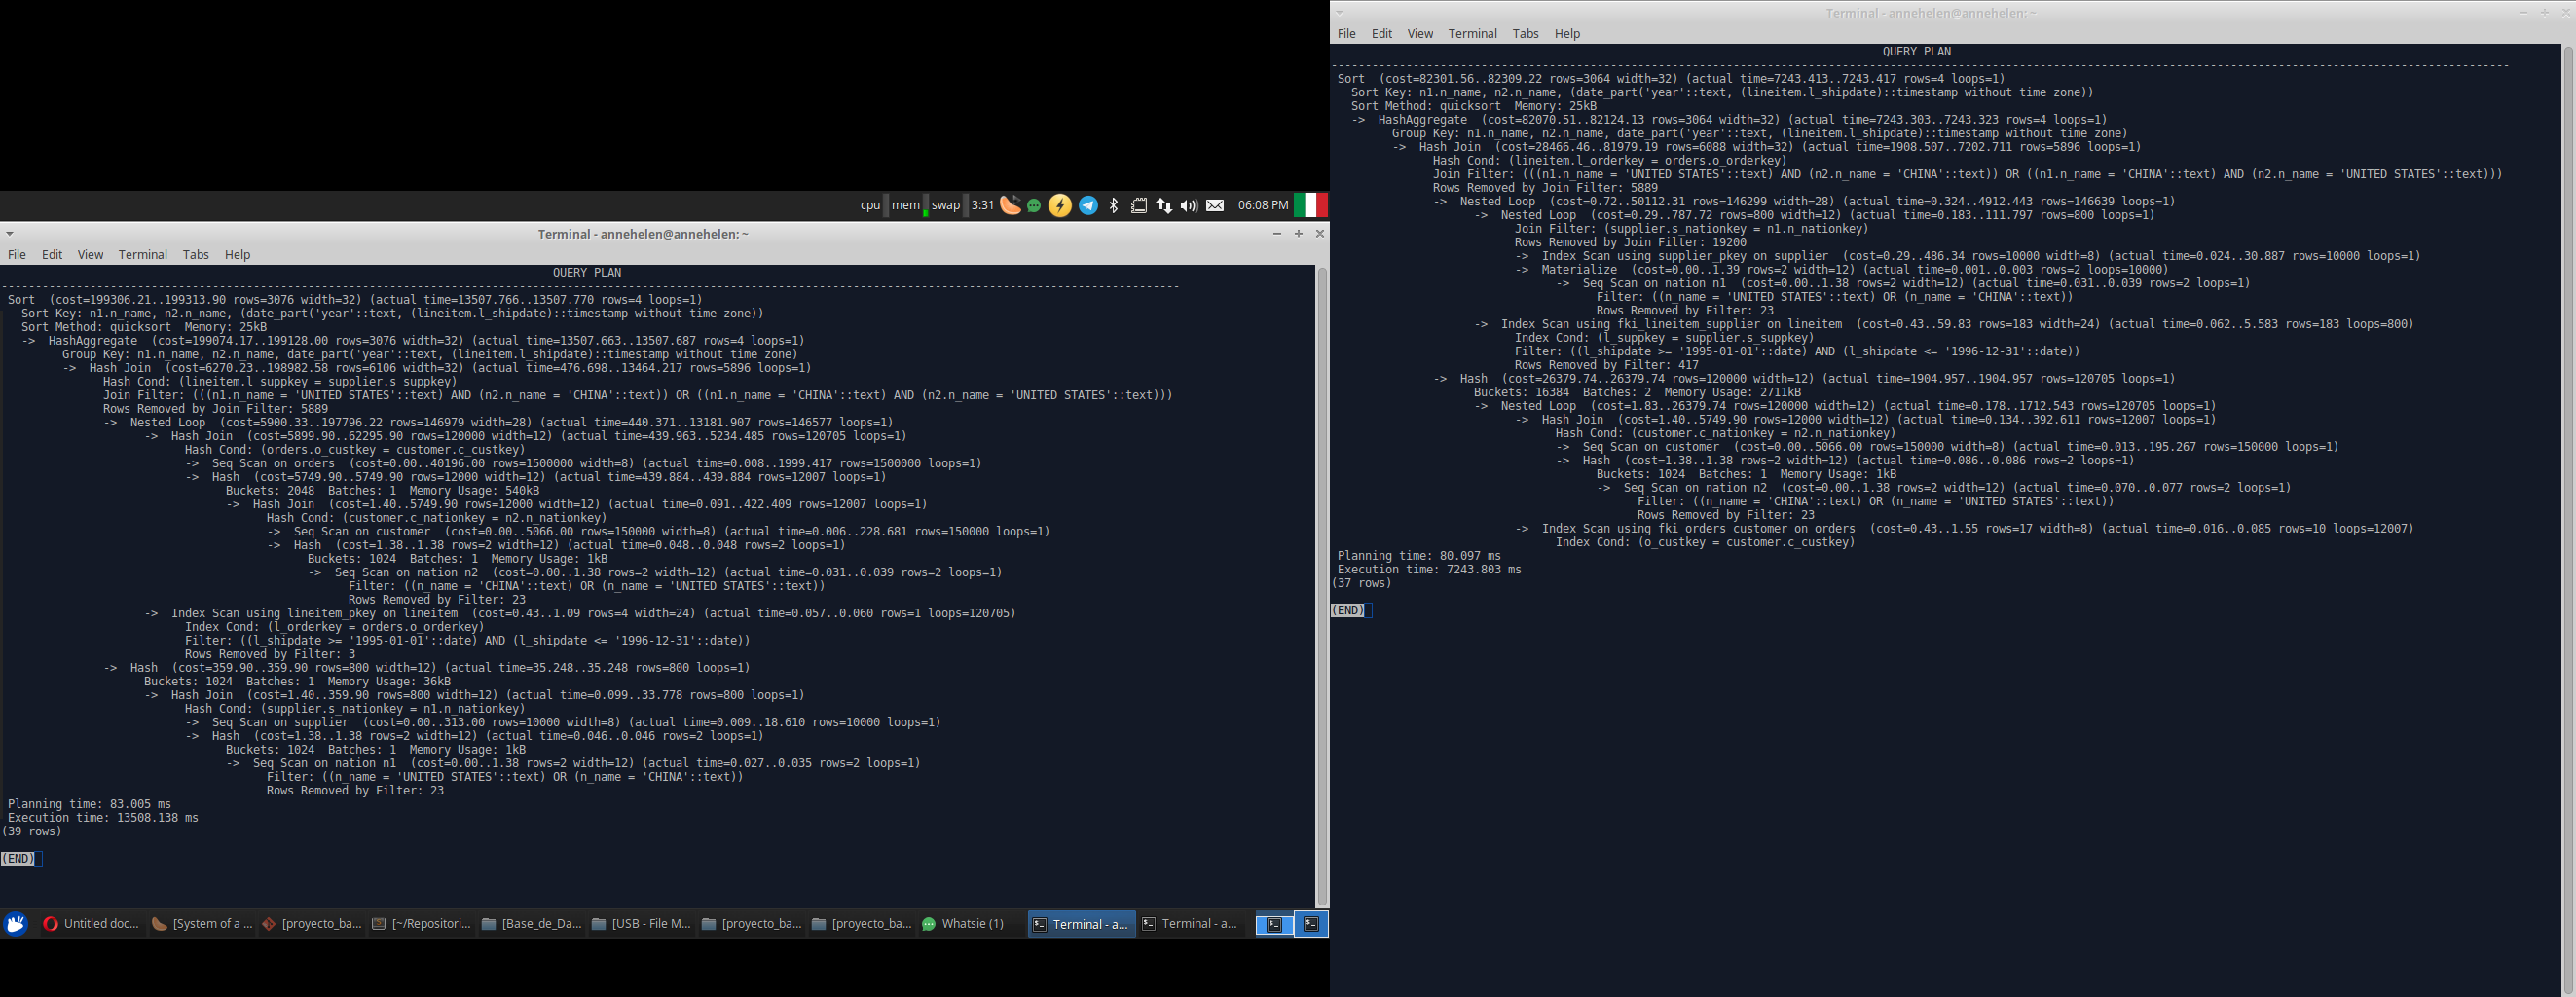 cpu mem swap 3:31 06:08 PM
Terminal - annehelen@annehelen: ~
File Edit View Terminal Tabs Help
QUERY PLAN
Sort  (cost=199306.21..199313.90 rows=3076 width=32) (actual time=13507.766..13507.770 rows=4 loops=1)
Sort Key: n1.n_name, n2.n_name, (date_part('year'::text, (lineitem.l_shipdate)::timestamp without time zone))
Sort Method: quicksort  Memory: 25kB
->  HashAggregate  (cost=199074.17..199128.00 rows=3076 width=32) (actual time=13507.663..13507.687 rows=4 loops=1)
Group Key: n1.n_name, n2.n_name, date_part('year'::text, (lineitem.l_shipdate)::timestamp without time zone)
->  Hash Join  (cost=6270.23..198982.58 rows=6106 width=32) (actual time=476.698..13464.217 rows=5896 loops=1)
Hash Cond: (lineitem.l_suppkey = supplier.s_suppkey)
Join Filter: (((n1.n_name = 'UNITED STATES'::text) AND (n2.n_name = 'CHINA'::text)) OR ((n1.n_name = 'CHINA'::text) AND (n2.n_name = 'UNITED STATES'::text)))
Rows Removed by Join Filter: 5889
->  Nested Loop  (cost=5900.33..197796.22 rows=146979 width=28) (actual time=440.371..13181.907 rows=146577 loops=1)
->  Hash Join  (cost=5899.90..62295.90 rows=120000 width=12) (actual time=439.963..5234.485 rows=120705 loops=1)
Hash Cond: (orders.o_custkey = customer.c_custkey)
->  Seq Scan on orders  (cost=0.00..40196.00 rows=1500000 width=8) (actual time=0.008..1999.417 rows=1500000 loops=1)
->  Hash  (cost=5749.90..5749.90 rows=12000 width=12) (actual time=439.884..439.884 rows=12007 loops=1)
Buckets: 2048  Batches: 1  Memory Usage: 540kB
->  Hash Join  (cost=1.40..5749.90 rows=12000 width=12) (actual time=0.091..422.409 rows=12007 loops=1)
Hash Cond: (customer.c_nationkey = n2.n_nationkey)
->  Seq Scan on customer  (cost=0.00..5066.00 rows=150000 width=8) (actual time=0.006..228.681 rows=150000 loops=1)
->  Hash  (cost=1.38..1.38 rows=2 width=12) (actual time=0.048..0.048 rows=2 loops=1)
Buckets: 1024  Batches: 1  Memory Usage: 1kB
->  Seq Scan on nation n2  (cost=0.00..1.38 rows=2 width=12) (actual time=0.031..0.039 rows=2 loops=1)
Filter: ((n_name = 'CHINA'::text) OR (n_name = 'UNITED STATES'::text))
Rows Removed by Filter: 23
->  Index Scan using lineitem_pkey on lineitem  (cost=0.43..1.09 rows=4 width=24) (actual time=0.057..0.060 rows=1 loops=120705)
Index Cond: (l_orderkey = orders.o_orderkey)
Filter: ((l_shipdate >= '1995-01-01'::date) AND (l_shipdate <= '1996-12-31'::date))
Rows Removed by Filter: 3
->  Hash  (cost=359.90..359.90 rows=800 width=12) (actual time=35.248..35.248 rows=800 loops=1)
Buckets: 1024  Batches: 1  Memory Usage: 36kB
->  Hash Join  (cost=1.40..359.90 rows=800 width=12) (actual time=0.099..33.778 rows=800 loops=1)
Hash Cond: (supplier.s_nationkey = n1.n_nationkey)
->  Seq Scan on supplier  (cost=0.00..313.00 rows=10000 width=8) (actual time=0.009..18.610 rows=10000 loops=1)
->  Hash  (cost=1.38..1.38 rows=2 width=12) (actual time=0.046..0.046 rows=2 loops=1)
Buckets: 1024  Batches: 1  Memory Usage: 1kB
->  Seq Scan on nation n1  (cost=0.00..1.38 rows=2 width=12) (actual time=0.027..0.035 rows=2 loops=1)
Filter: ((n_name = 'UNITED STATES'::text) OR (n_name = 'CHINA'::text))
Rows Removed by Filter: 23
Planning time: 83.005 ms
Execution time: 13508.138 ms
(39 rows)
(END)
Untitled doc... [System of a ... [proyecto_ba... [~/Repositori... [Base_de_Da... [USB - File M... [proyecto_ba... [proyecto_ba... Whatsie (1) Terminal - a... Terminal - a...
Terminal - annehelen@annehelen: ~
File Edit View Terminal Tabs Help
QUERY PLAN
Sort  (cost=82301.56..82309.22 rows=3064 width=32) (actual time=7243.413..7243.417 rows=4 loops=1)
Sort Key: n1.n_name, n2.n_name, (date_part('year'::text, (lineitem.l_shipdate)::timestamp without time zone))
Sort Method: quicksort  Memory: 25kB
->  HashAggregate  (cost=82070.51..82124.13 rows=3064 width=32) (actual time=7243.303..7243.323 rows=4 loops=1)
Group Key: n1.n_name, n2.n_name, date_part('year'::text, (lineitem.l_shipdate)::timestamp without time zone)
->  Hash Join  (cost=28466.46..81979.19 rows=6088 width=32) (actual time=1908.507..7202.711 rows=5896 loops=1)
Hash Cond: (lineitem.l_orderkey = orders.o_orderkey)
Join Filter: (((n1.n_name = 'UNITED STATES'::text) AND (n2.n_name = 'CHINA'::text)) OR ((n1.n_name = 'CHINA'::text) AND (n2.n_name = 'UNITED STATES'::text)))
Rows Removed by Join Filter: 5889
->  Nested Loop  (cost=0.72..50112.31 rows=146299 width=28) (actual time=0.324..4912.443 rows=146639 loops=1)
->  Nested Loop  (cost=0.29..787.72 rows=800 width=12) (actual time=0.183..111.797 rows=800 loops=1)
Join Filter: (supplier.s_nationkey = n1.n_nationkey)
Rows Removed by Join Filter: 19200
->  Index Scan using supplier_pkey on supplier  (cost=0.29..486.34 rows=10000 width=8) (actual time=0.024..30.887 rows=10000 loops=1)
->  Materialize  (cost=0.00..1.39 rows=2 width=12) (actual time=0.001..0.003 rows=2 loops=10000)
->  Seq Scan on nation n1  (cost=0.00..1.38 rows=2 width=12) (actual time=0.031..0.039 rows=2 loops=1)
Filter: ((n_name = 'UNITED STATES'::text) OR (n_name = 'CHINA'::text))
Rows Removed by Filter: 23
->  Index Scan using fki_lineitem_supplier on lineitem  (cost=0.43..59.83 rows=183 width=24) (actual time=0.062..5.583 rows=183 loops=800)
Index Cond: (l_suppkey = supplier.s_suppkey)
Filter: ((l_shipdate >= '1995-01-01'::date) AND (l_shipdate <= '1996-12-31'::date))
Rows Removed by Filter: 417
->  Hash  (cost=26379.74..26379.74 rows=120000 width=12) (actual time=1904.957..1904.957 rows=120705 loops=1)
Buckets: 16384  Batches: 2  Memory Usage: 2711kB
->  Nested Loop  (cost=1.83..26379.74 rows=120000 width=12) (actual time=0.178..1712.543 rows=120705 loops=1)
->  Hash Join  (cost=1.40..5749.90 rows=12000 width=12) (actual time=0.134..392.611 rows=12007 loops=1)
Hash Cond: (customer.c_nationkey = n2.n_nationkey)
->  Seq Scan on customer  (cost=0.00..5066.00 rows=150000 width=8) (actual time=0.013..195.267 rows=150000 loops=1)
->  Hash  (cost=1.38..1.38 rows=2 width=12) (actual time=0.086..0.086 rows=2 loops=1)
Buckets: 1024  Batches: 1  Memory Usage: 1kB
->  Seq Scan on nation n2  (cost=0.00..1.38 rows=2 width=12) (actual time=0.070..0.077 rows=2 loops=1)
Filter: ((n_name = 'CHINA'::text) OR (n_name = 'UNITED STATES'::text))
Rows Removed by Filter: 23
->  Index Scan using fki_orders_customer on orders  (cost=0.43..1.55 rows=17 width=8) (actual time=0.016..0.085 rows=10 loops=12007)
Index Cond: (o_custkey = customer.c_custkey)
Planning time: 80.097 ms
Execution time: 7243.803 ms
(37 rows)
(END)